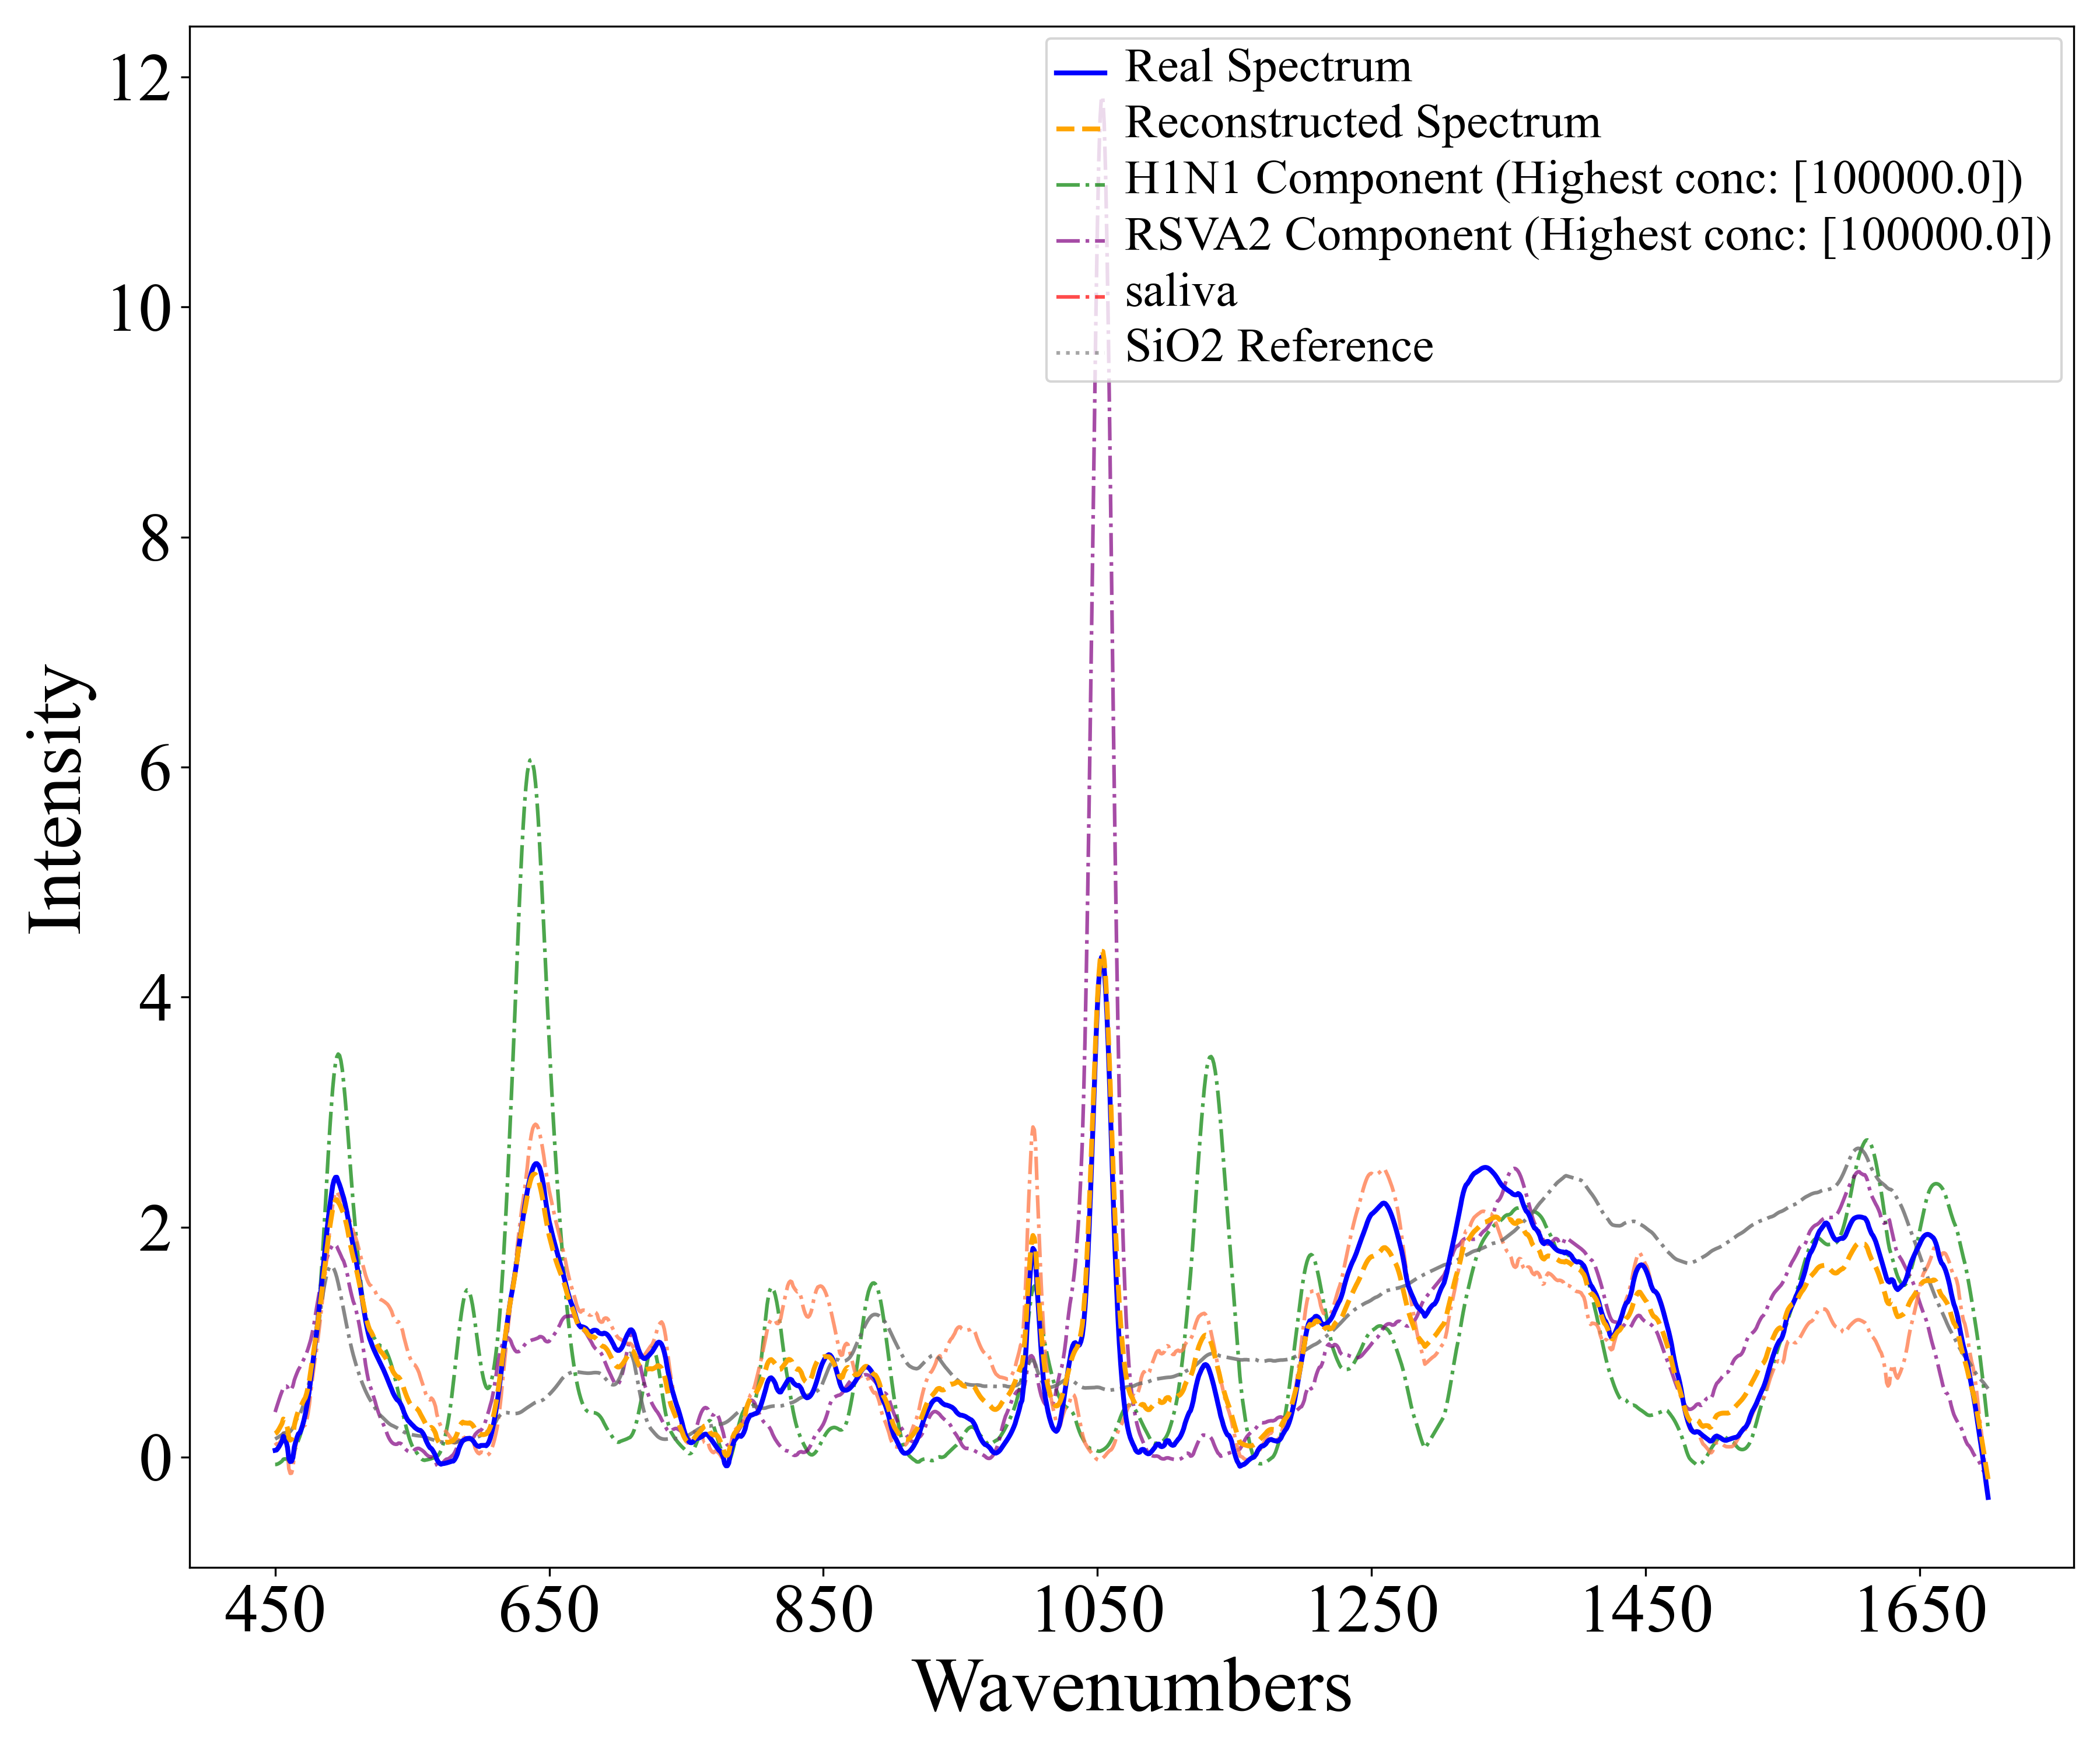 12
10
8
6
4
2
0
Intensity
Real Spectrum
Reconstructed Spectrum
H1N1 Component (Highest conc: [100000.0])
RSVA2 Component (Highest conc: [100000.0])
saliva
SiO2 Reference
450 650 850 1050 1250 1450 1650
Wavenumbers